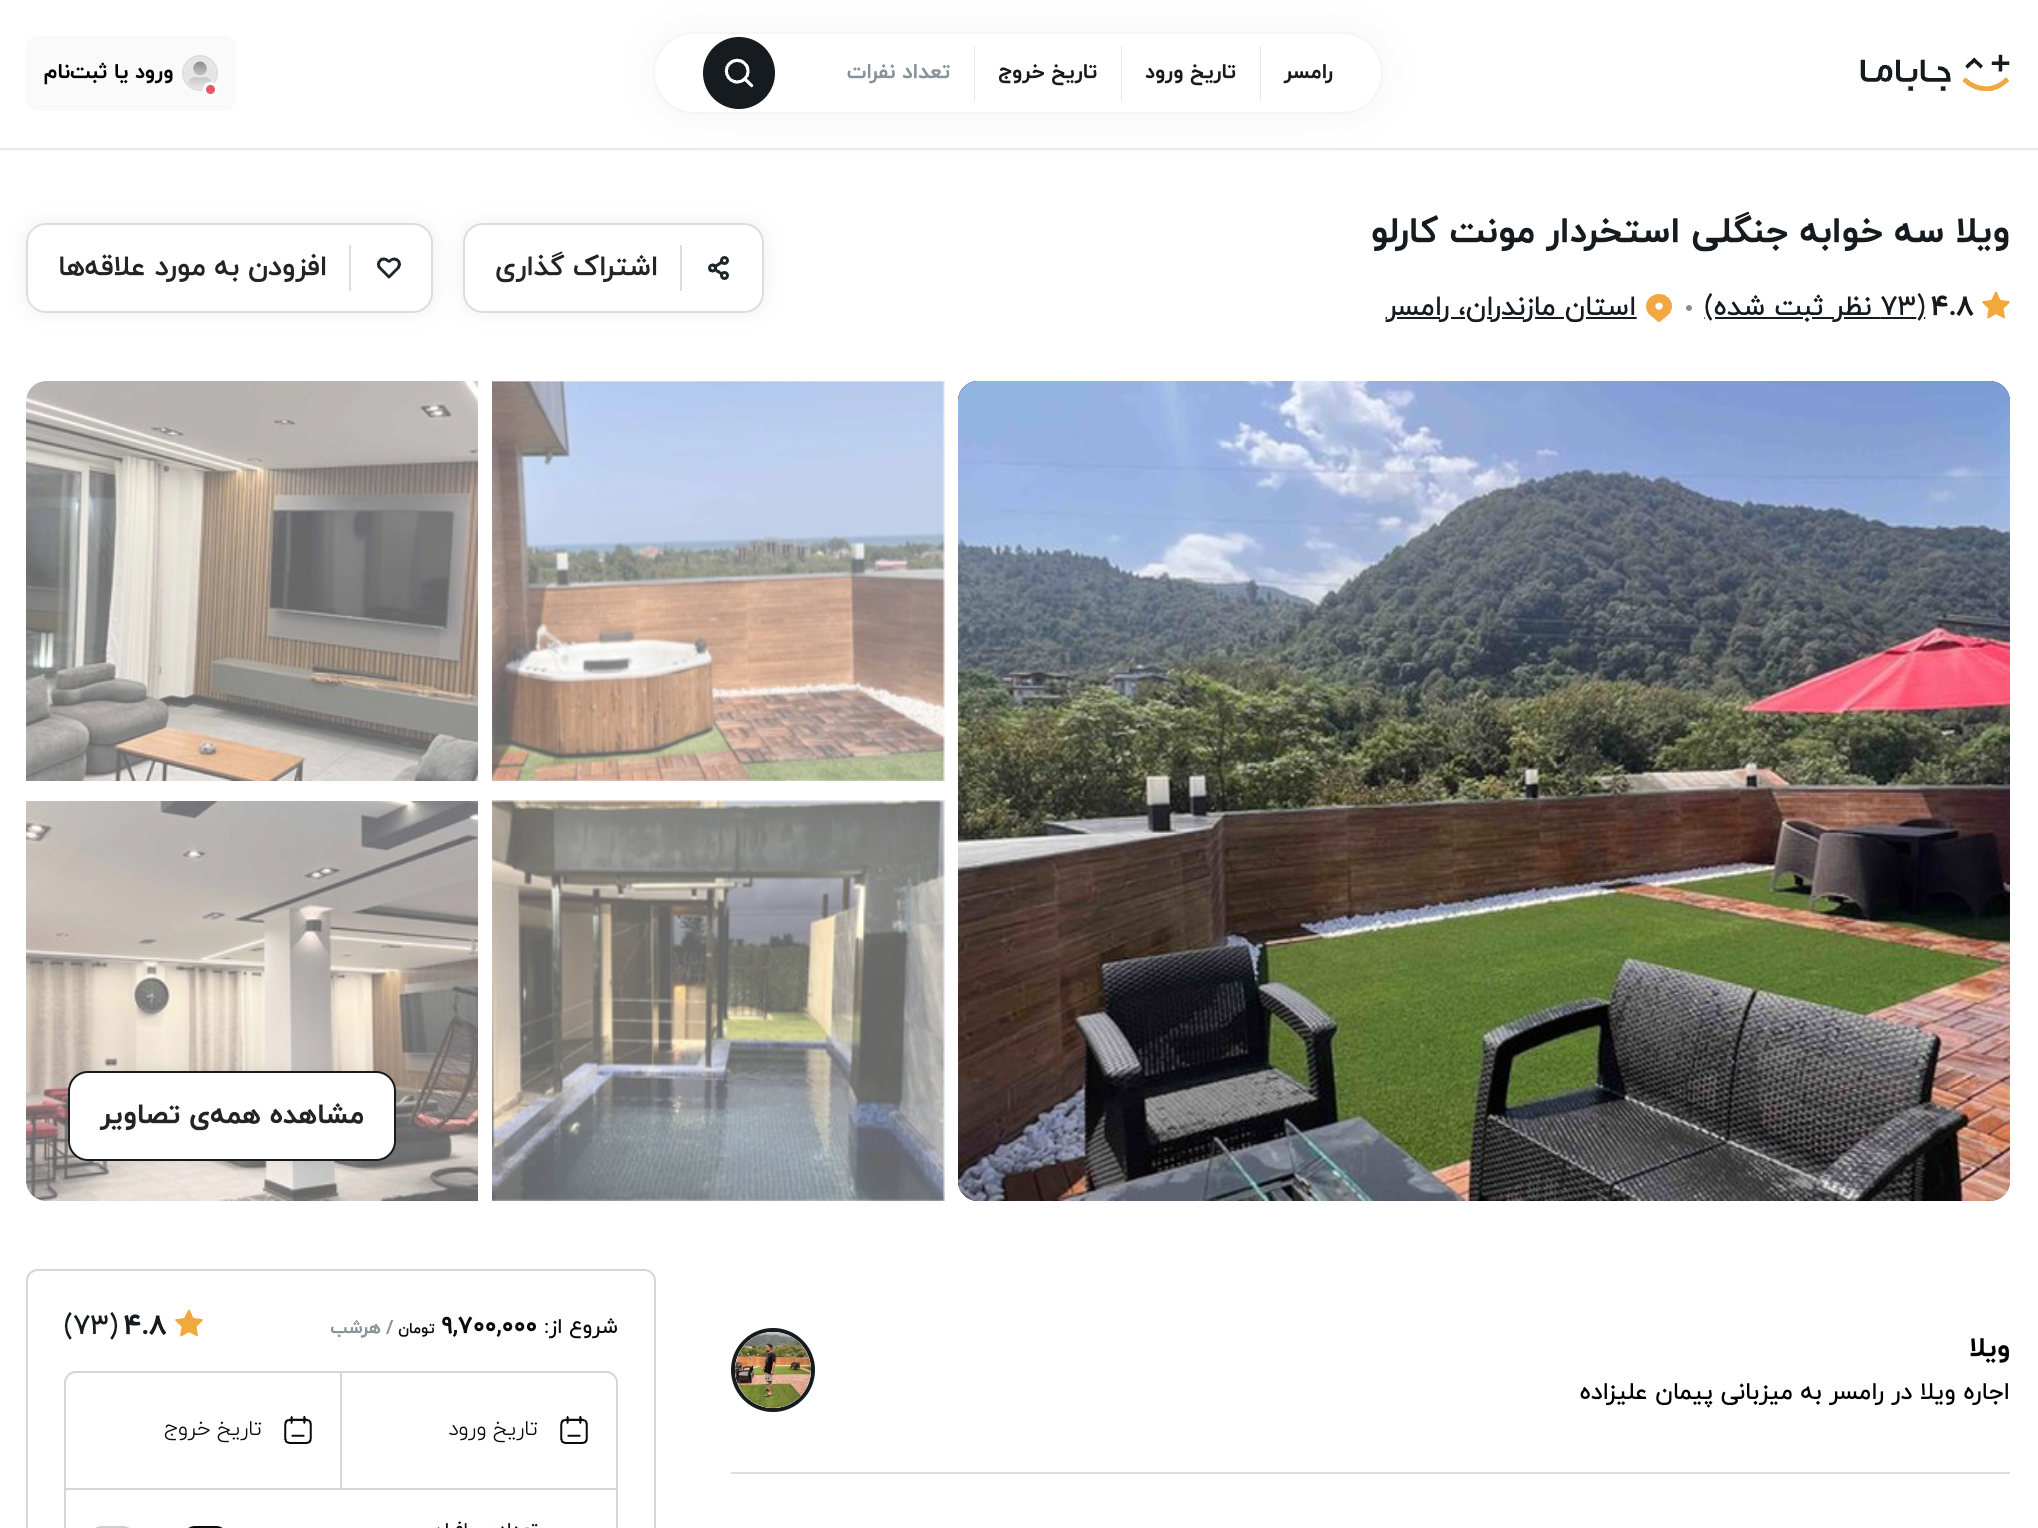 جاباما
رامسر
تاریخ ورود
تاریخ خروج
تعداد نفرات
ورود یا ثبت‌نام
ویلا سه خوابه جنگلی استخردار مونت کارلو
۴.۸ (۷۳ نظر ثبت شده) • استان مازندران، رامسر
اشتراک گذاری
افزودن به مورد علاقه‌ها
مشاهده همه‌ی تصاویر
ویلا
اجاره ویلا در رامسر به میزبانی پیمان علیزاده
شروع از: ۹,۷۰۰,۰۰۰ تومان / هرشب
۴.۸ (۷۳)
تاریخ ورود
تاریخ خروج